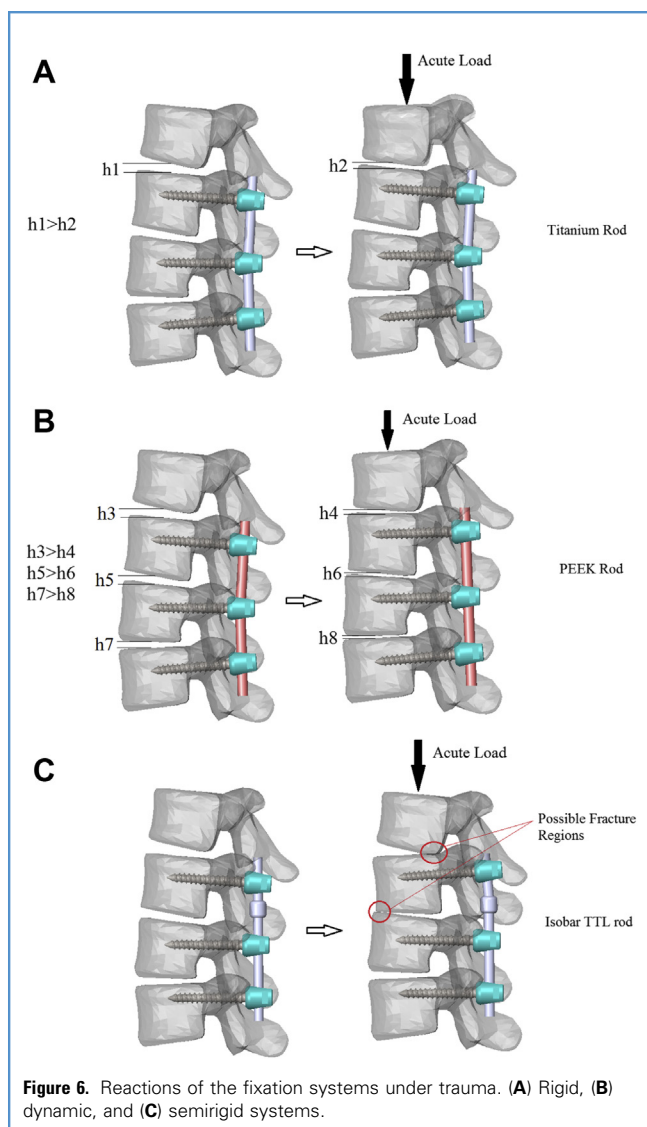 A
Acute Load
h1
h2
h1>h2
Titanium Rod
B
Acute Load
h3
h4
h3>h4
h5>h6
h7>h8
h5
h6
PEEK Rod
h7
h8
C
Acute Load
Possible Fracture
Regions
Isobar TTL rod
Figure 6. Reactions of the fixation systems under trauma. (A) Rigid, (B)
dynamic, and (C) semirigid systems.